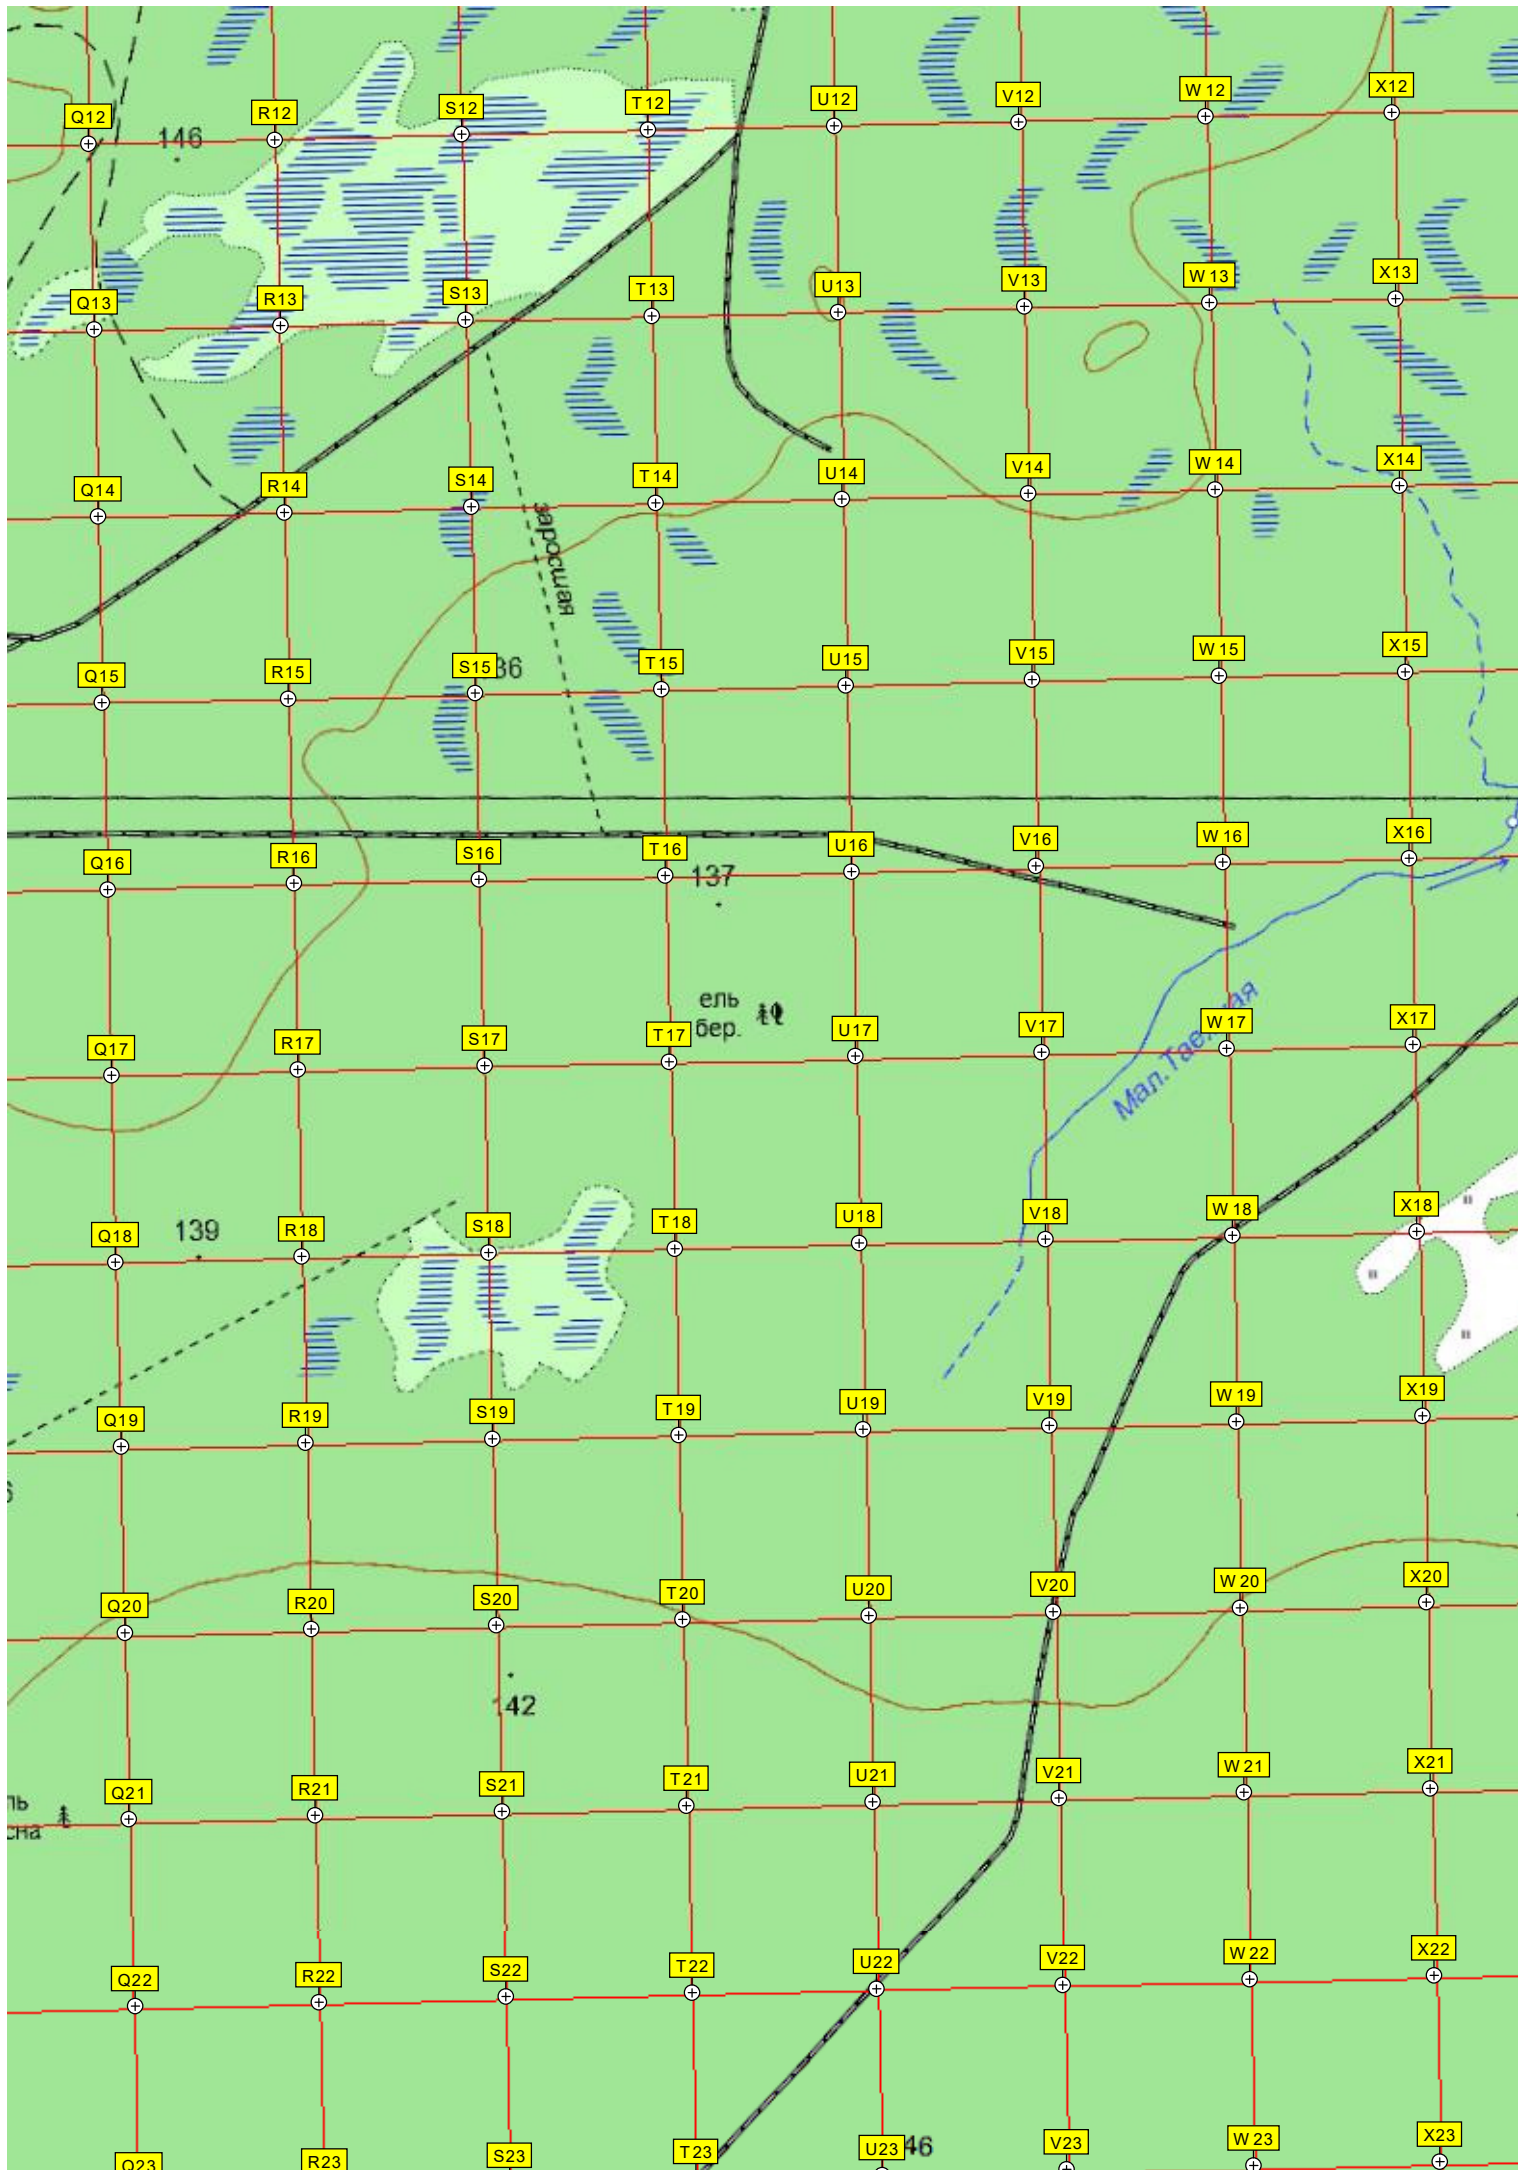 Q12 R12 S12 T12 U12 V12 W12 X12
146
Q13 R13 S13 T13 U13 V13 W13 X13
Q14 R14 S14 T14 U14 V14 W14 X14
заросшая
Q15 R15 S15 36 T15 U15 V15 W15 X15
Q16 R16 S16 T16 U16 V16 W16 X16
137
ель
бер.
Q17 R17 S17 T17 U17 V17 W17 X17
Мал.Таежная
Q18 139 R18 S18 T18 U18 V18 W18 X18
Q19 R19 S19 T19 U19 V19 W19 X19
Q20 R20 S20 T20 U20 V20 W20 X20
142
Q21 R21 S21 T21 U21 V21 W21 X21
Q22 R22 S22 T22 U22 V22 W22 X22
Q23 R23 S23 T23 U23 46 V23 W23 X23